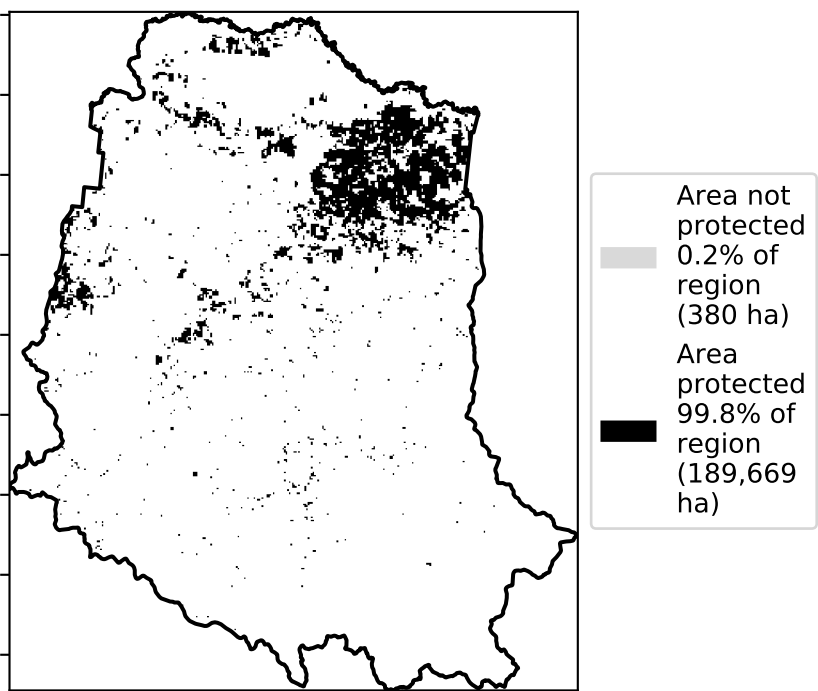 Area not
protected
0.2% of
region
(380 ha)
Area
protected
99.8% of
region
(189,669
ha)